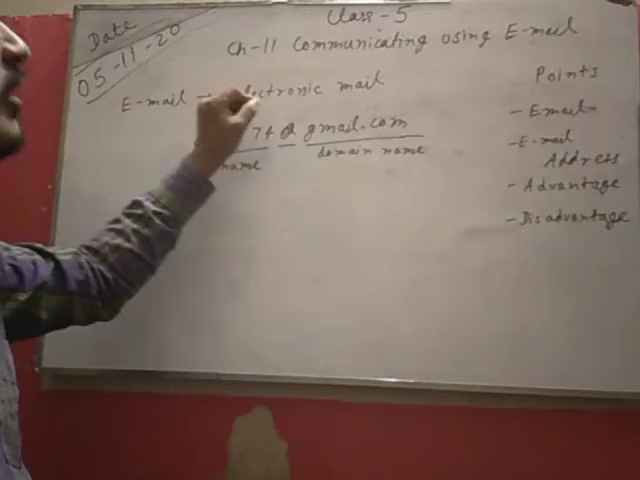 Date
05-11-20
Class-5
Ch-11 Communicating using E-mail
E-mail → electronic mail
74 @ gmail.com
name
domain name
Points
- Email-
- E-mail
Address
- Advantage
- Disadvantage